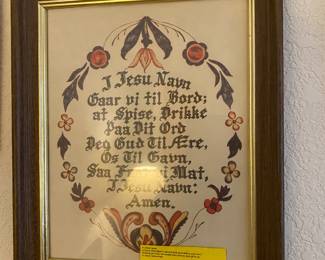 I Jesu Navn
Gaar vi til Bord;
at Spise, Drikke
Paa Dit Ord
Deg Gud Til Ære,
Os Til Gavn,
Saa Mat,
I Jesu Navn.
Amen.